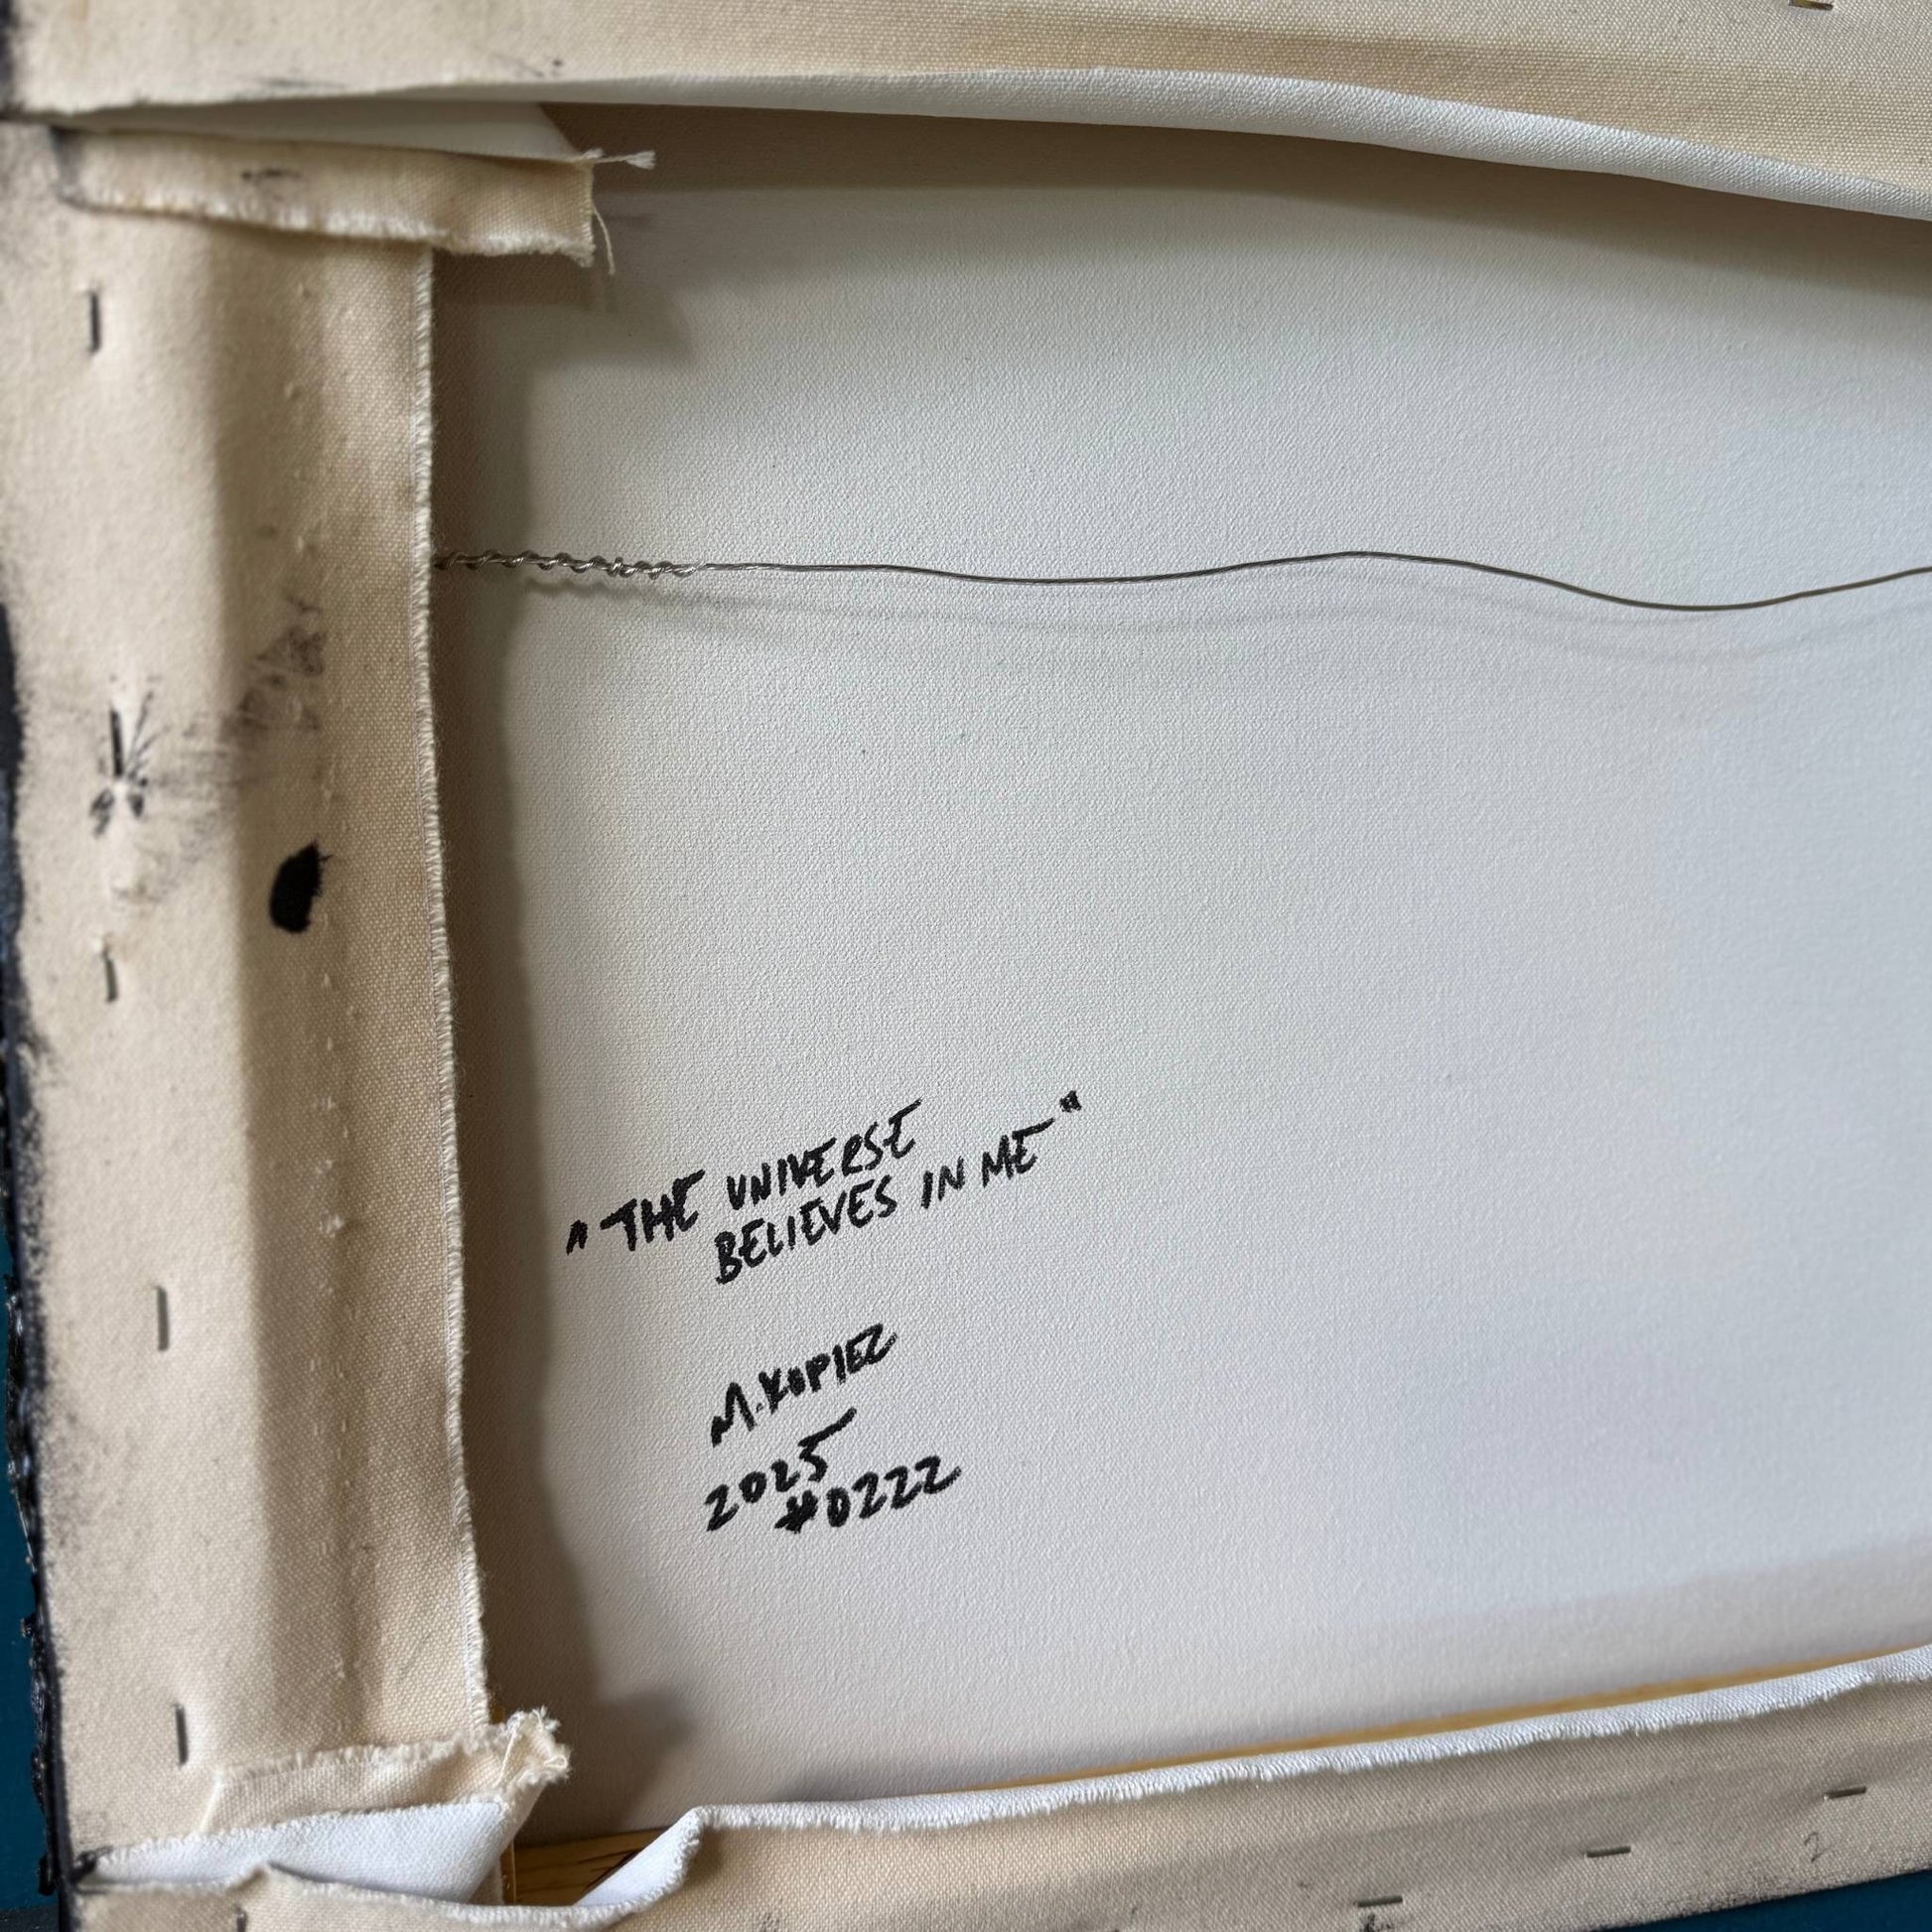 "THE UNIVERSE
BELIEVES IN ME"
M.KOPIEZ
2025
#0222